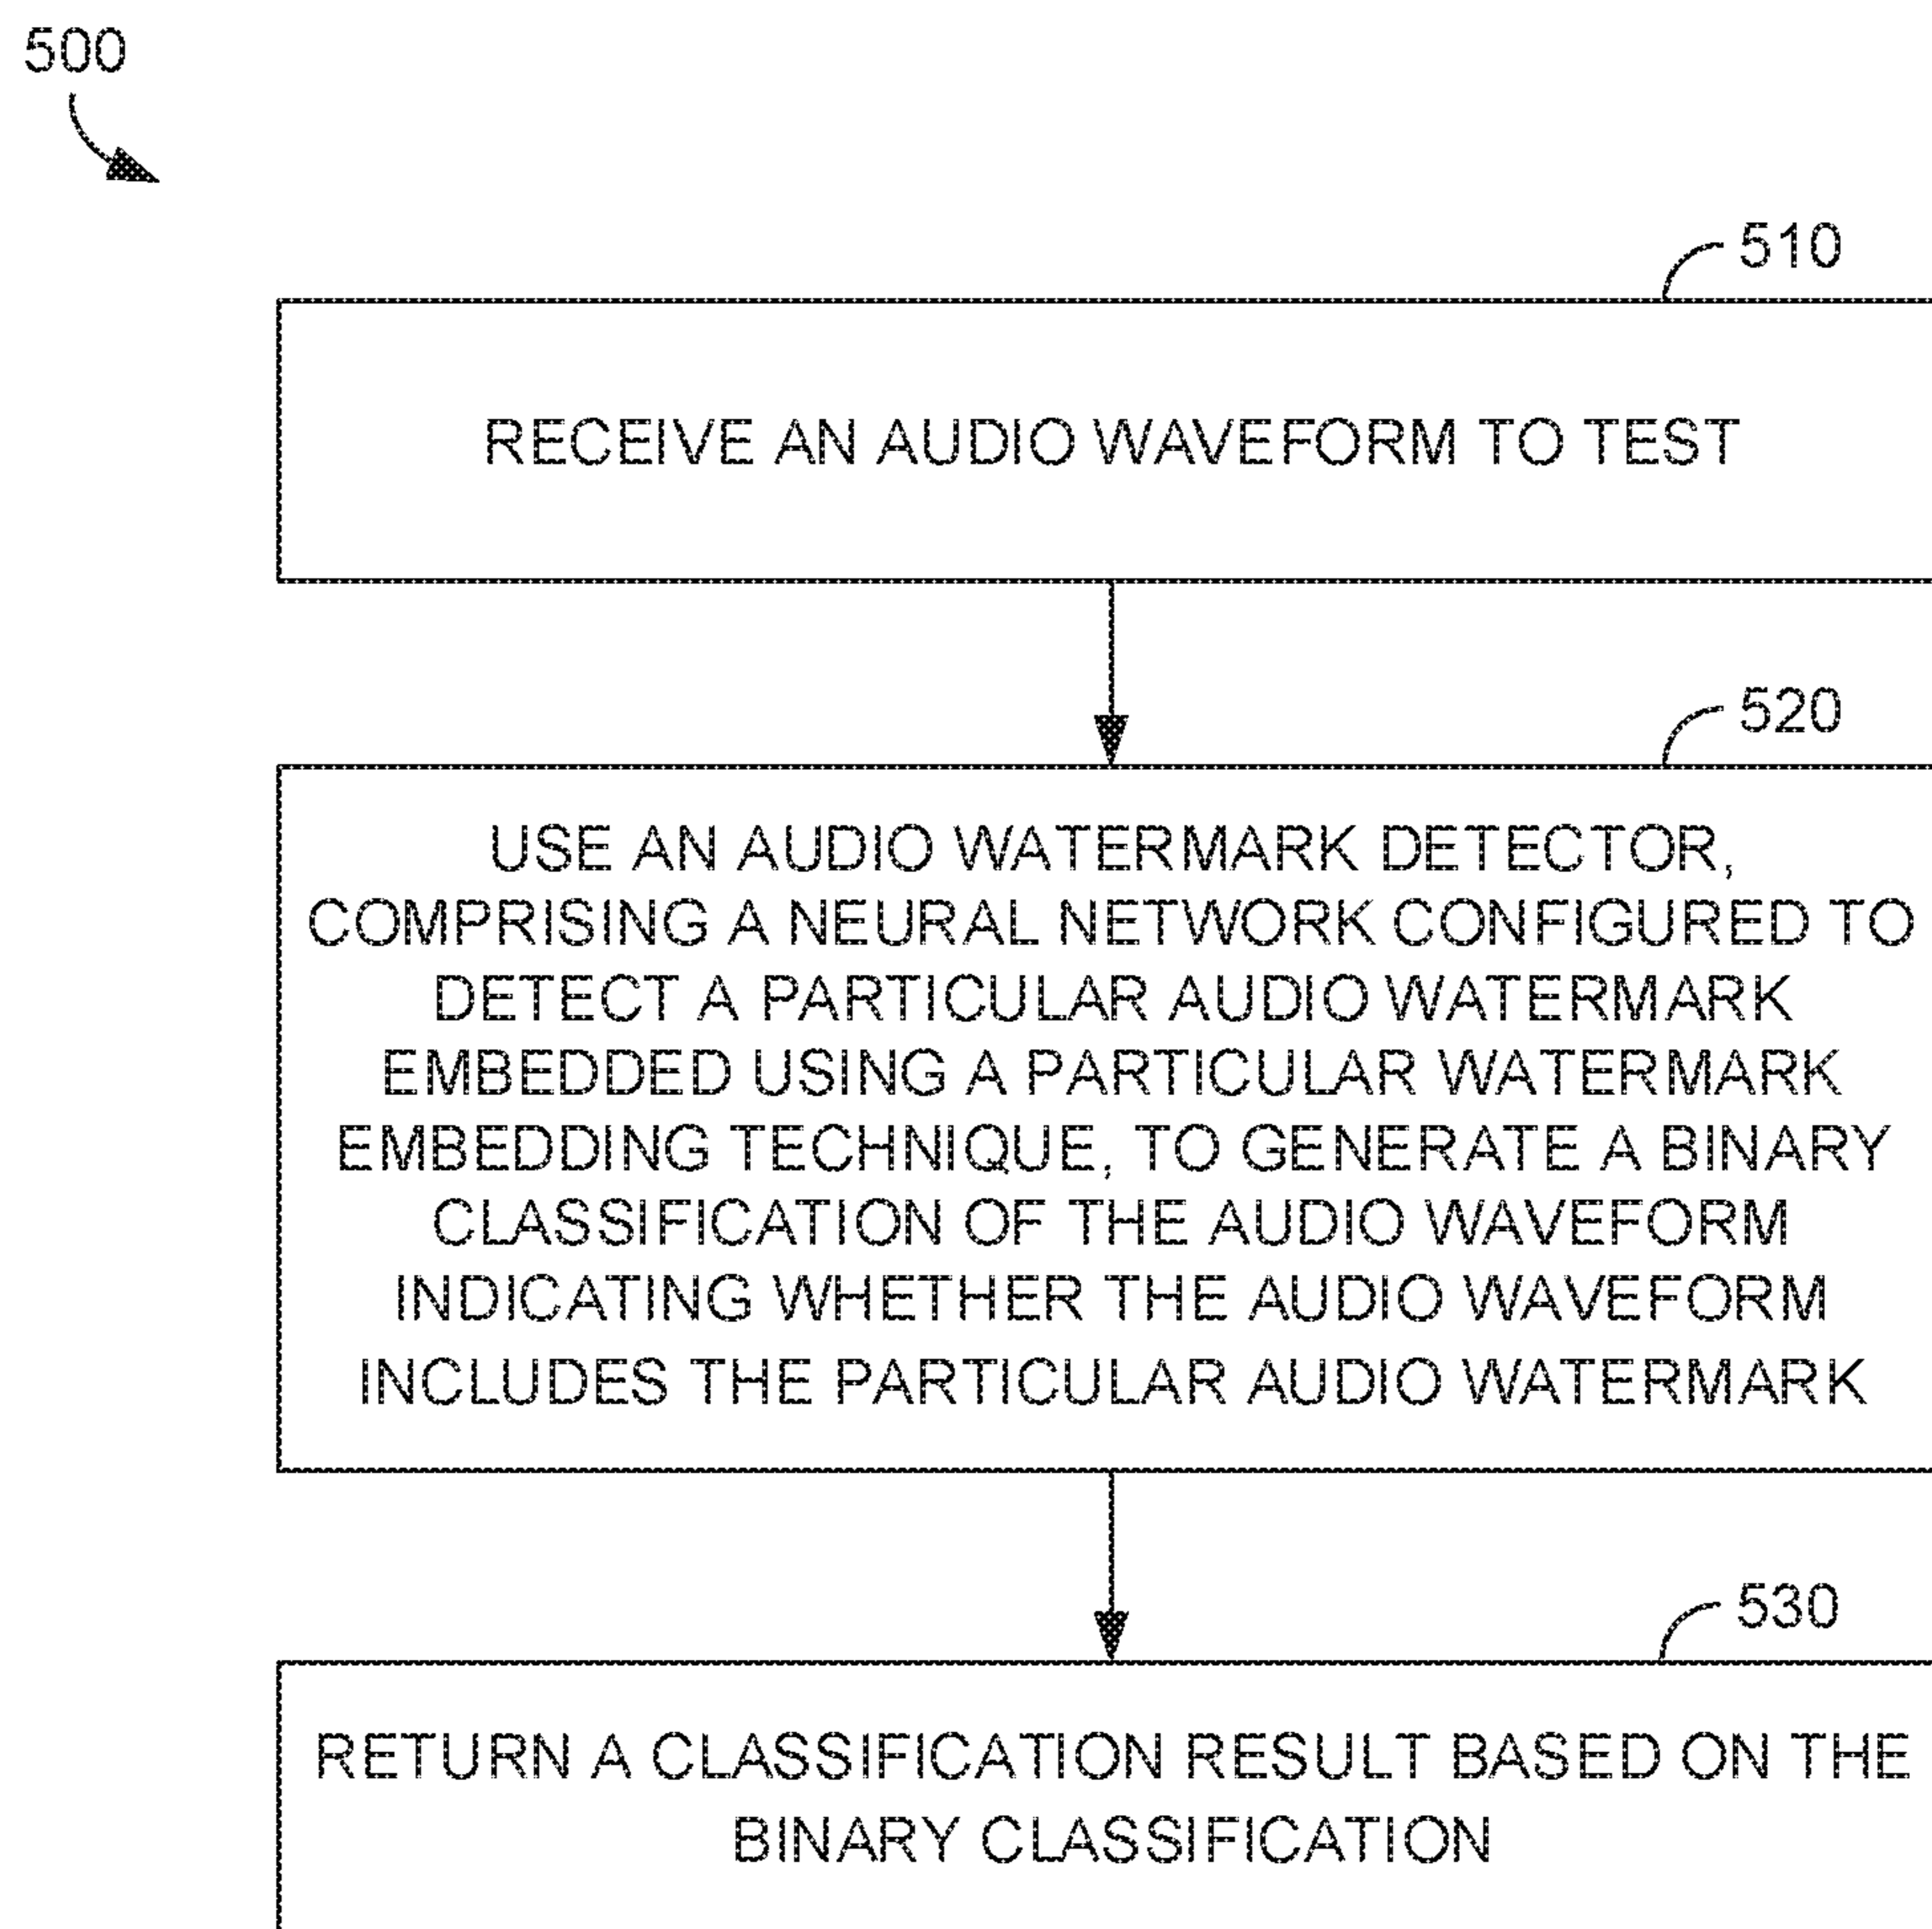 500
510
RECEIVE AN AUDIO WAVEFORM TO TEST
520
USE AN AUDIO WATERMARK DETECTOR,
COMPRISING A NEURAL NETWORK CONFIGURED TO
DETECT A PARTICULAR AUDIO WATERMARK
EMBEDDED USING A PARTICULAR WATERMARK
EMBEDDING TECHNIQUE, TO GENERATE A BINARY
CLASSIFICATION OF THE AUDIO WAVEFORM
INDICATING WHETHER THE AUDIO WAVEFORM
INCLUDES THE PARTICULAR AUDIO WATERMARK
530
RETURN A CLASSIFICATION RESULT BASED ON THE
BINARY CLASSIFICATION